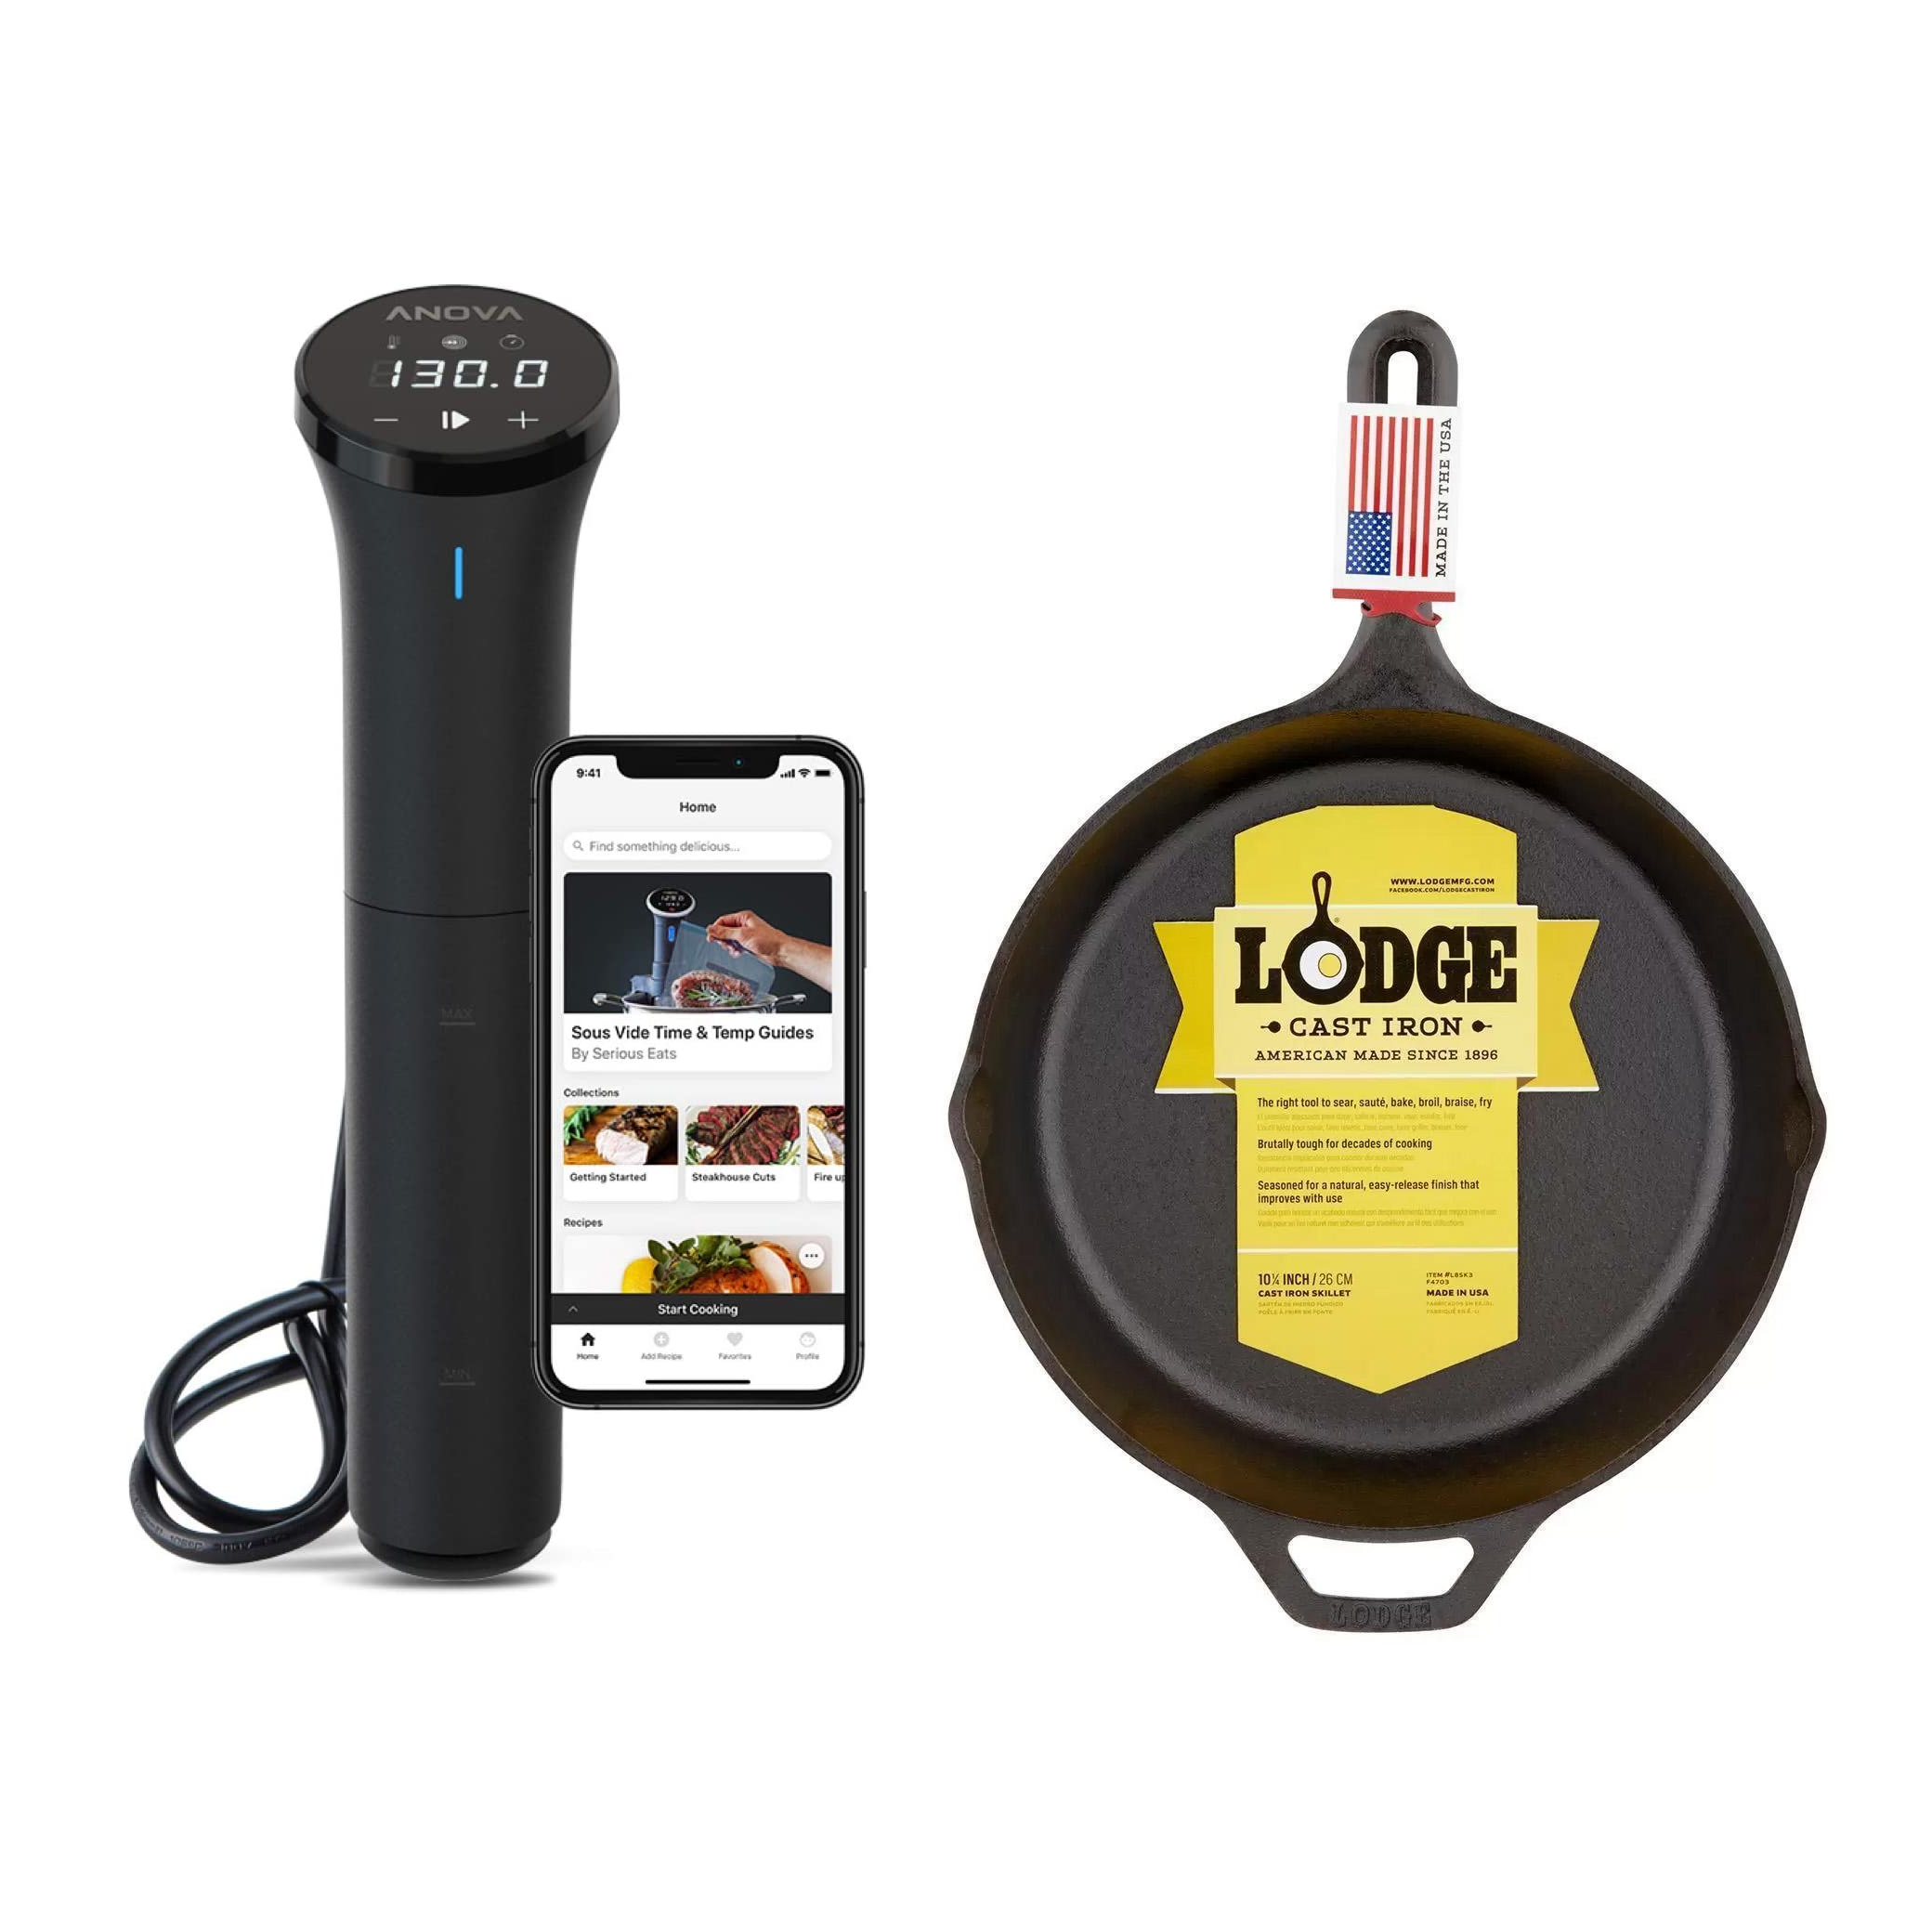 ANOVA
130.0
MAX
MIN
9:41
Home
Find something delicious...
Sous Vide Time & Temp Guides
By Serious Eats
Collections
Getting Started
Steakhouse Cuts
Fire up
Recipes
Start Cooking
Home
Add Recipe
Favorites
Profile
MADE IN THE USA
WWW.LODGEMFG.COM
FACEBOOK.COM/LODGECASTIRON
LODGE
CAST IRON
AMERICAN MADE SINCE 1896
The right tool to sear, sauté, bake, broil, braise, fry
Brutally tough for decades of cooking
Seasoned for a natural, easy-release finish that
improves with use
10¼ INCH / 26 CM
CAST IRON SKILLET
ITEM #L8SK3
F4703
MADE IN USA
LODGE